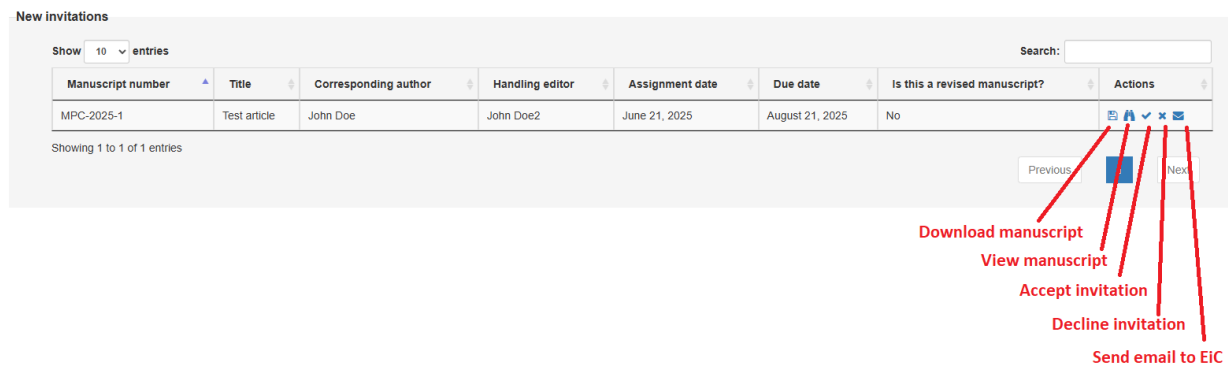 New invitations
Show 10 entries Search:
Manuscript number Title Corresponding author Handling editor Assignment date Due date Is this a revised manuscript? Actions
MPC-2025-1 Test article John Doe John Doe2 June 21, 2025 August 21, 2025 No
Showing 1 to 1 of 1 entries
Previous Next
Download manuscript
View manuscript
Accept invitation
Decline invitation
Send email to EiC